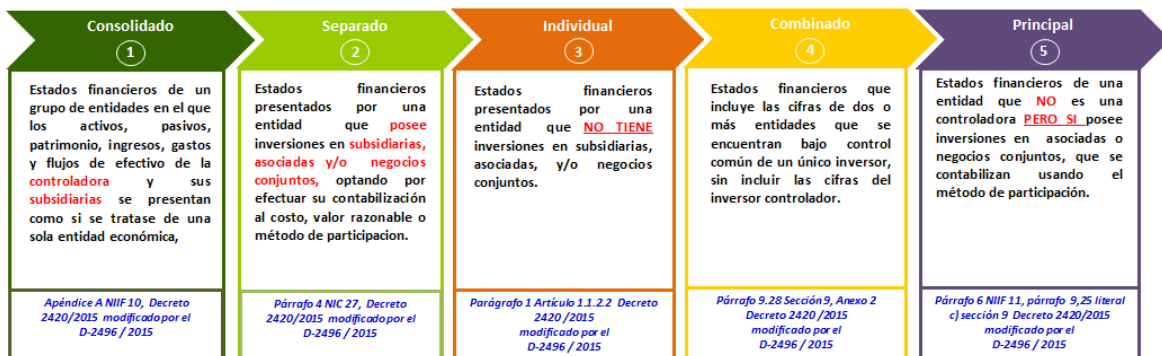 Consolidado
1
Estados financieros de un
grupo de entidades en el que
los activos, pasivos,
patrimonio, ingresos, gastos
y flujos de efectivo de la
controladora y sus
subsidiarias se presentan
como si se tratase de una
sola entidad económica,
Apéndice A NIIF 10, Decreto
2420/2015 modificado por el
D-2496 / 2015
Separado
2
Estados financieros
presentados por una
entidad que posee
inversiones en subsidiarias,
asociadas y/o negocios
conjuntos, optando por
efectuar su contabilización
al costo, valor razonable o
método de participacion.
Párrafo 4 NIC 27, Decreto
2420/2015 modificado por el
D-2496 / 2015
Individual
3
Estados financieros
presentados por una
entidad que NO TIENE
inversiones en subsidiarias,
asociadas, y/o negocios
conjuntos.
Parágrafo 1 Artículo 1.1.2.2 Decreto
2420 /2015
modificado por el
D-2496 / 2015
Combinado
4
Estados financieros que
incluye las cifras de dos o
más entidades que se
encuentran bajo control
común de un único inversor,
sin incluir las cifras del
inversor controlador.
Párrafo 9.28 Sección 9, Anexo 2
Decreto 2420 /2015
modificado por el
D-2496 / 2015
Principal
5
Estados financieros de una
entidad que NO es una
controladora PERO SI posee
inversiones en asociadas o
negocios conjuntos, que se
contabilizan usando el
método de participación.
Párrafo 6 NIIF 11, párrafo 9,25 literal
c) sección 9 Decreto 2420/2015
modificado por el
D-2496 / 2015